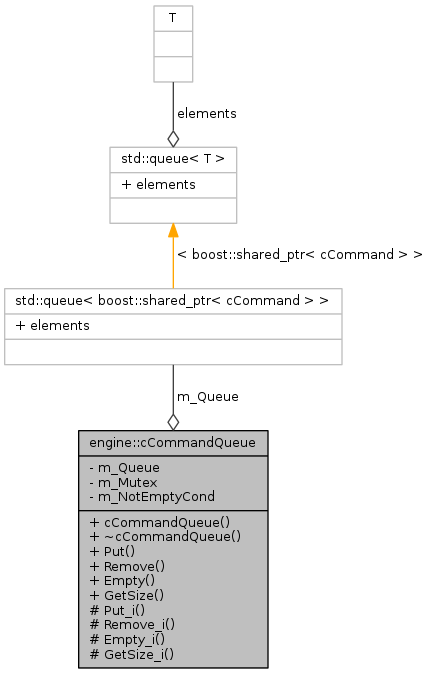 T
elements
std::queue< T >
+ elements
< boost::shared_ptr< cCommand > >
std::queue< boost::shared_ptr< cCommand > >
+ elements
m_Queue
engine::cCommandQueue
- m_Queue
- m_Mutex
- m_NotEmptyCond
+ cCommandQueue()
+ ~cCommandQueue()
+ Put()
+ Remove()
+ Empty()
+ GetSize()
# Put_i()
# Remove_i()
# Empty_i()
# GetSize_i()